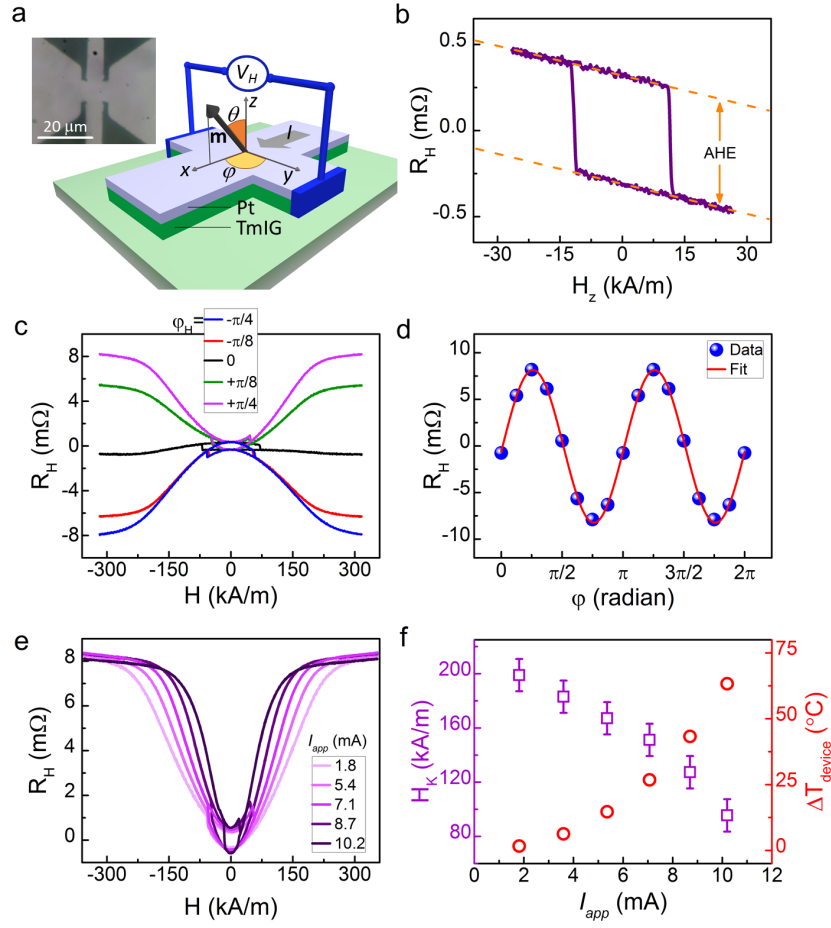 a
20 μm
V_H
z
θ
m
I
x
φ
y
Pt
TmIG
b
R_H (mΩ)
0.5
0.0
-0.5
AHE
-30 -15 0 15 30
H_z (kA/m)
c
φ_H=
-π/4
-π/8
0
+π/8
+π/4
R_H (mΩ)
8
4
0
-4
-8
-300 -150 0 150 300
H (kA/m)
d
Data
Fit
R_H (mΩ)
10
5
0
-5
-10
0 π/2 π 3π/2 2π
φ (radian)
e
R_H (mΩ)
8
6
4
2
0
I_app (mA)
1.8
5.4
7.1
8.7
10.2
-300 -150 0 150 300
H (kA/m)
f
H_K (kA/m)
200
160
120
80
75
50
25
0
ΔT_device (°C)
0 2 4 6 8 10 12
I_app (mA)